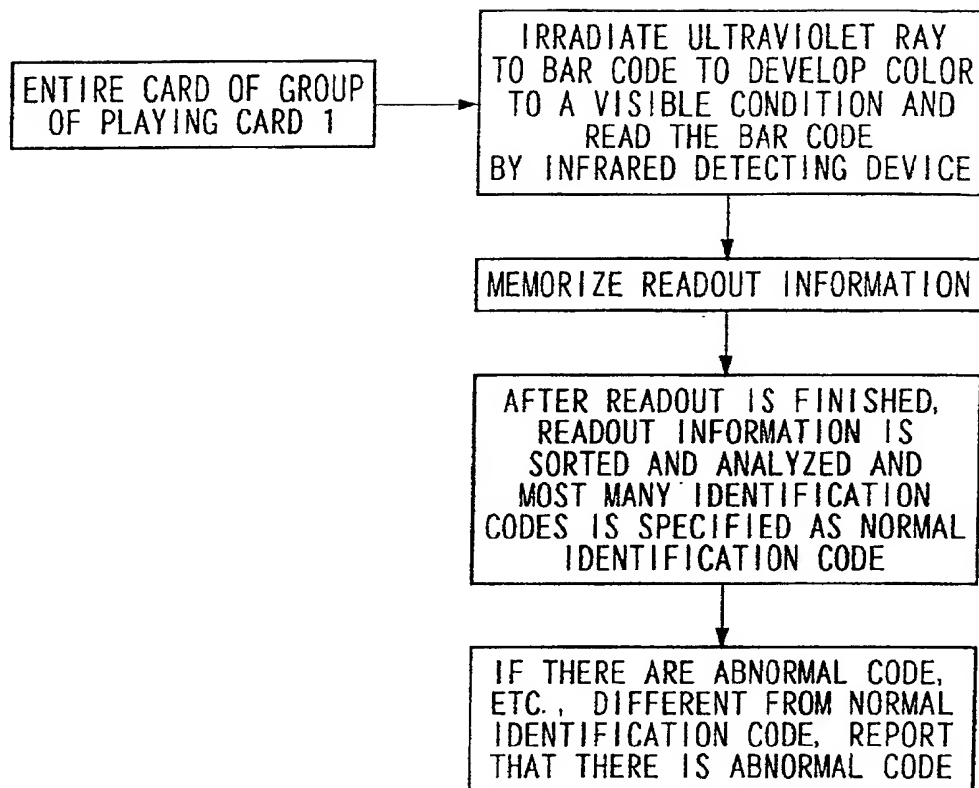 ENTIRE CARD OF GROUP
OF PLAYING CARD 1
IRRADIATE ULTRAVIOLET RAY
TO BAR CODE TO DEVELOP COLOR
TO A VISIBLE CONDITION AND
READ THE BAR CODE
BY INFRARED DETECTING DEVICE
MEMORIZE READOUT INFORMATION
AFTER READOUT IS FINISHED,
READOUT INFORMATION IS
SORTED AND ANALYZED AND
MOST MANY IDENTIFICATION
CODES IS SPECIFIED AS NORMAL
IDENTIFICATION CODE
IF THERE ARE ABNORMAL CODE,
ETC., DIFFERENT FROM NORMAL
IDENTIFICATION CODE, REPORT
THAT THERE IS ABNORMAL CODE